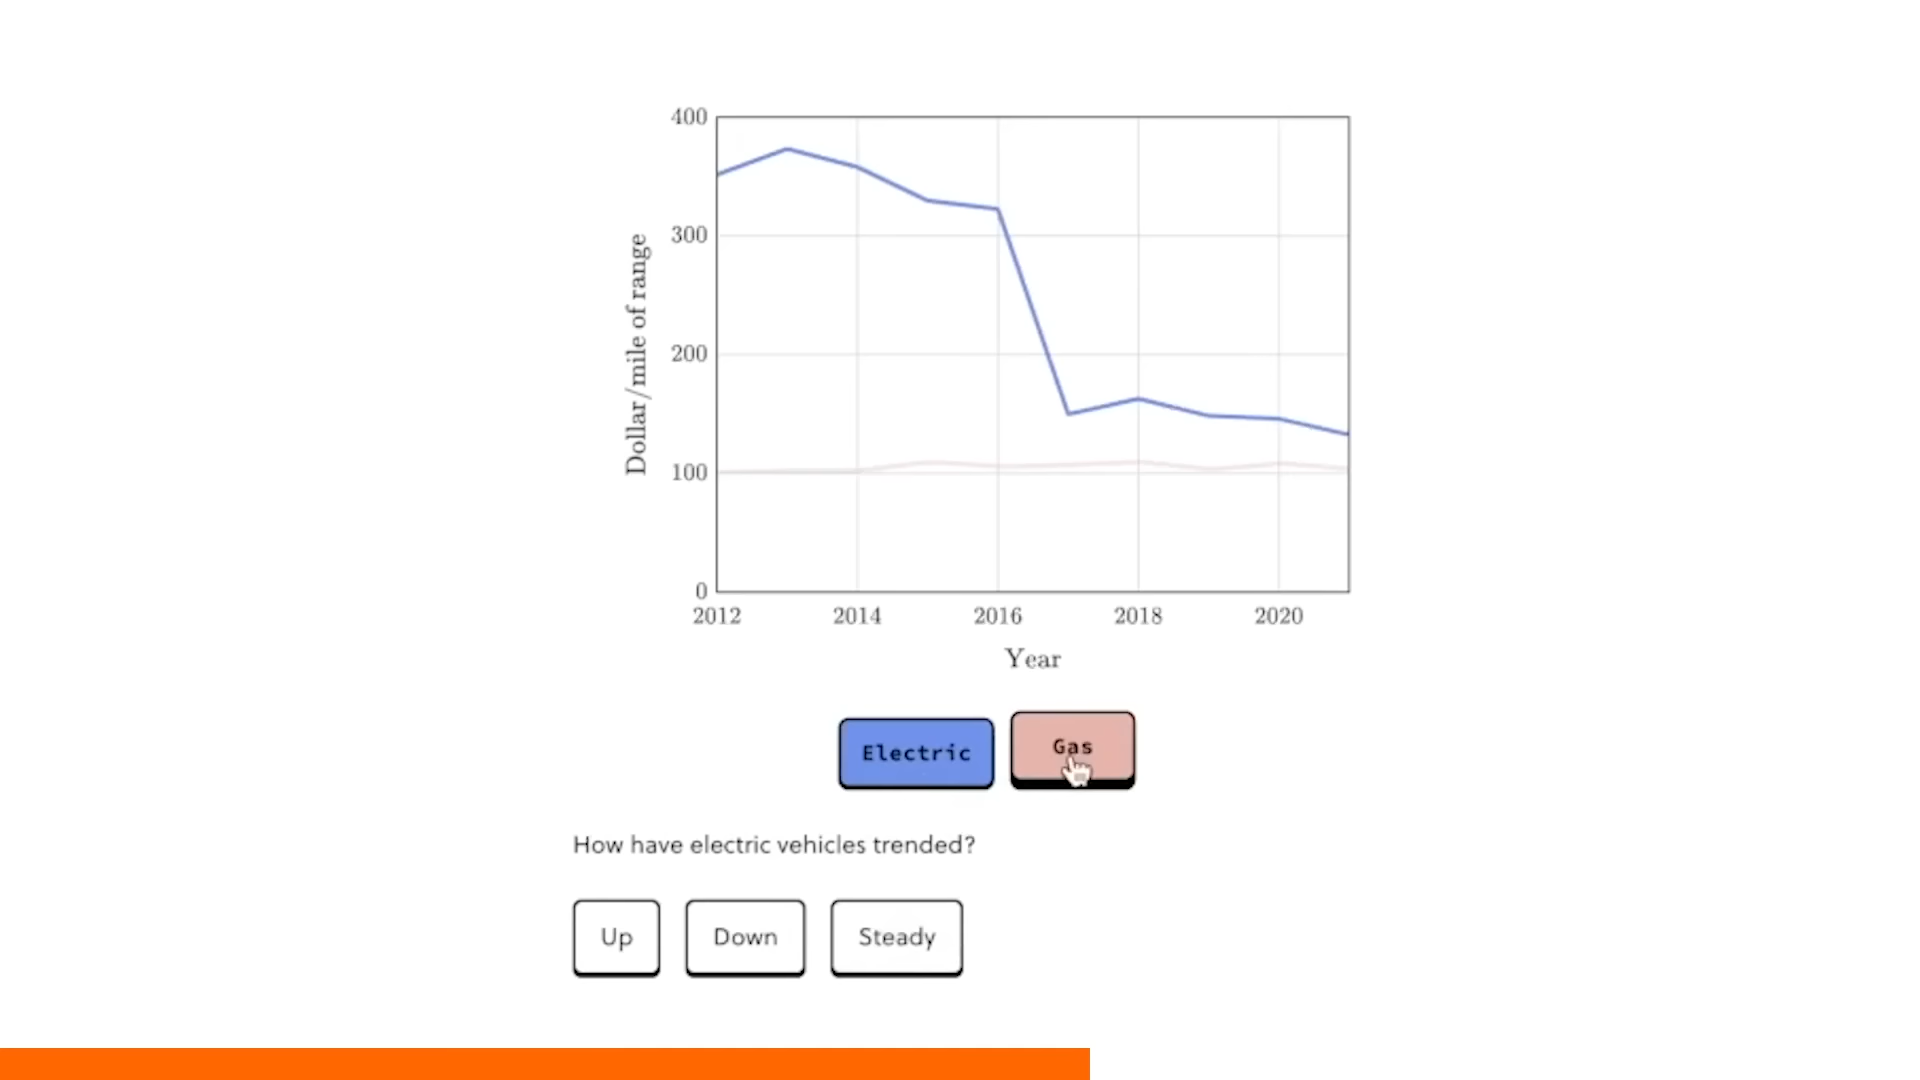 400
300
200
100
0
Dollar/mile of range
2012 2014 2016 2018 2020
Year
Electric Gas
How have electric vehicles trended?
Up Down Steady